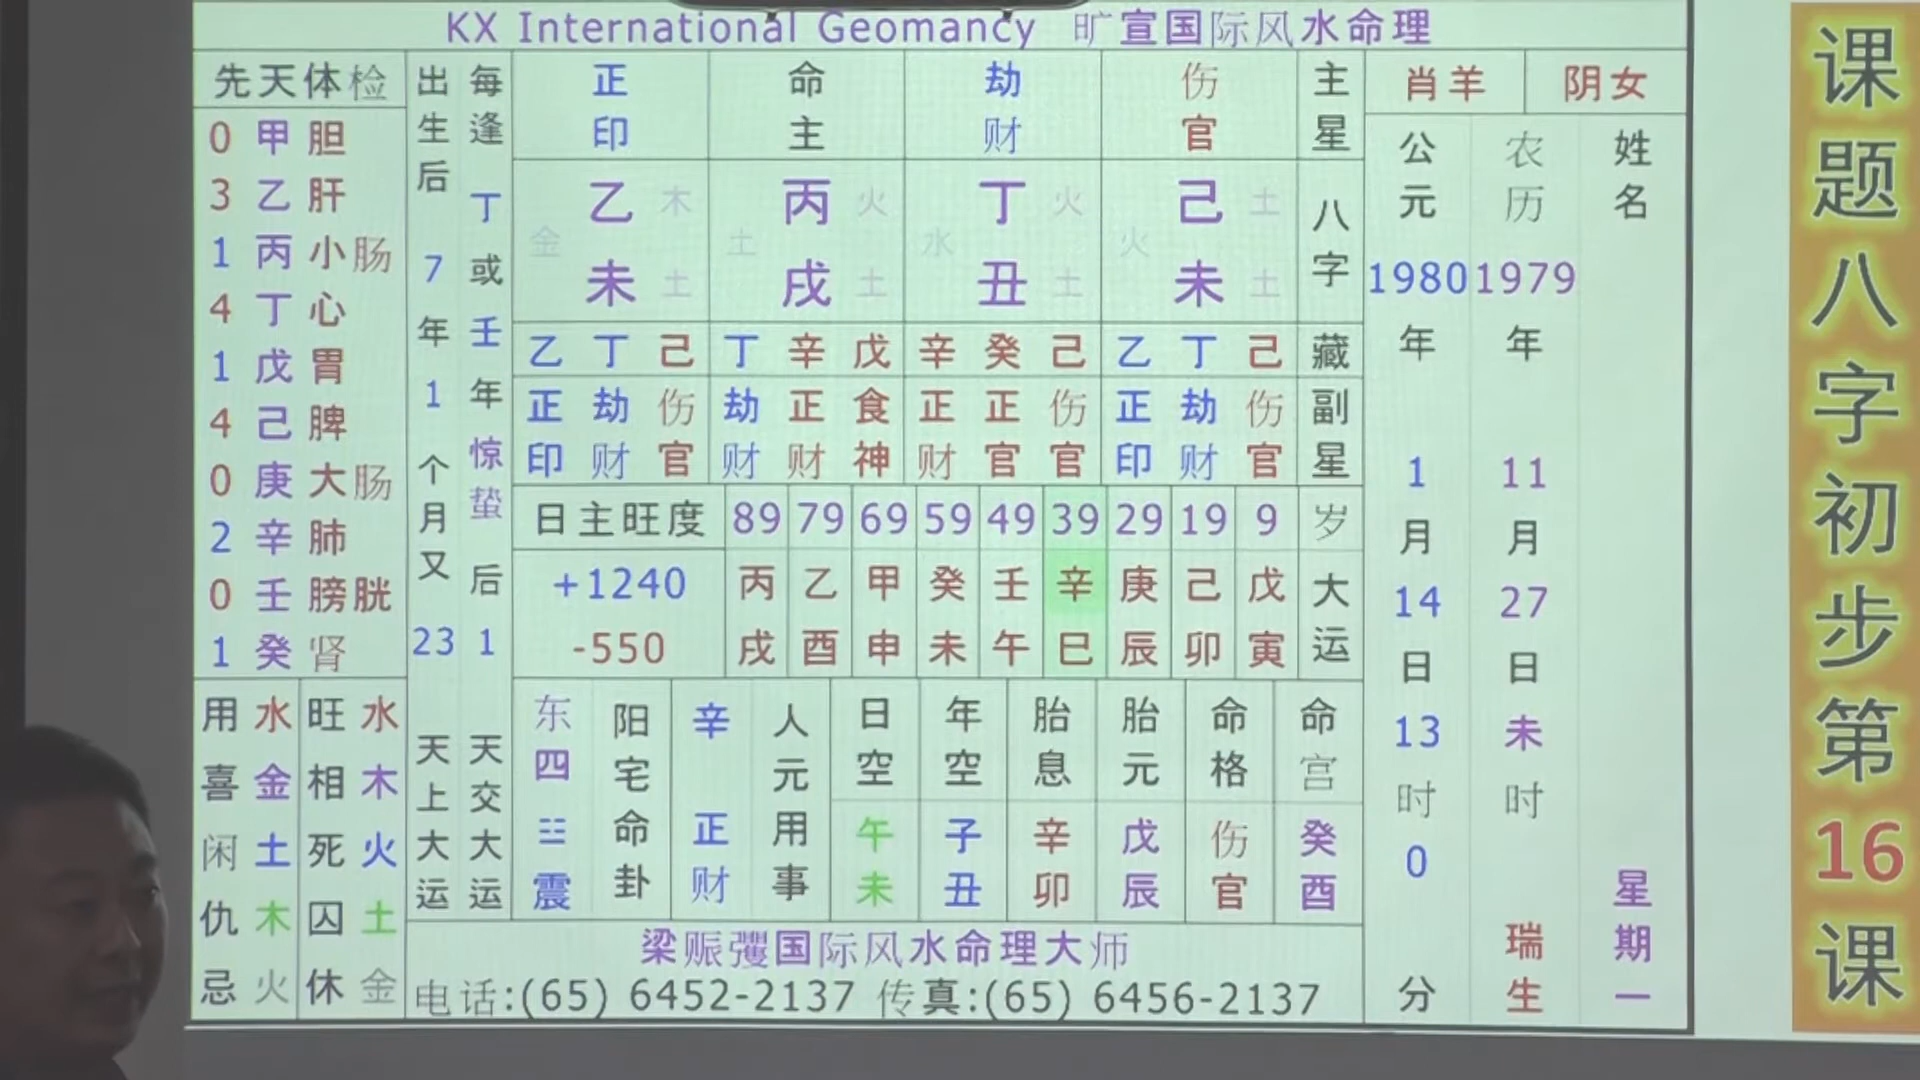 KX International Geomancy 旷宣国际风水命理
先天体检
0 甲 胆
3 乙 肝
1 丙 小肠
4 丁 心
1 戊 胃
4 己 脾
0 庚 大肠
2 辛 肺
0 壬 膀胱
1 癸 肾
用 水 旺 水
喜 金 相 木
闲 土 死 火
仇 木 囚 土
忌 火 休 金
出生后 7 年 1 个月又 23 天上大运
每逢丁或壬年惊蛰后 1 天交大运
正印 命主 劫财 伤官 主星
乙 木 丙 火 丁 火 己 土 八字
金 土 水 火
未 土 戌 土 丑 土 未 土
乙 丁 己 丁 辛 戊 辛 癸 己 乙 丁 己 藏
正印 劫财 伤官 劫财 正财 食神 正财 正官 伤官 正印 劫财 伤官 副星
日主旺度 89 79 69 59 49 39 29 19 9 岁
+1240 丙 乙 甲 癸 壬 辛 庚 己 戊 大
-550 戌 酉 申 未 午 巳 辰 卯 寅 运
东四 ☳ 震 阳宅命卦 辛 正财 人元用事 日空 年空 胎息 胎元 命格 命宫
午未 子丑 辛卯 戊辰 伤官 癸酉
梁赈彏国际风水命理大师
电话:(65) 6452-2137 传真:(65) 6456-2137
肖羊 阴女
公元 1980 年 1 月 14 日 13 时 0 分
农历 1979 年 11 月 27 日 未 时 瑞生
姓名 星期一
课题八字初步第16课